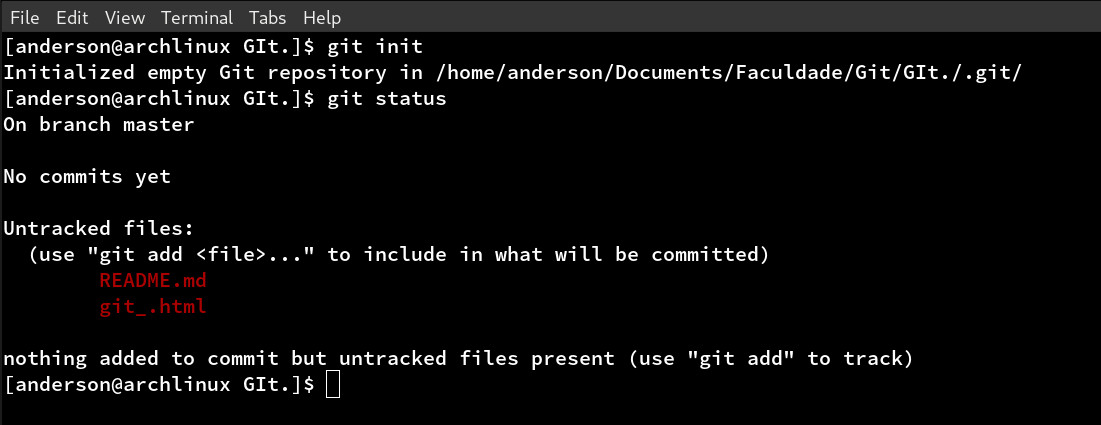 File Edit View Terminal Tabs Help
[anderson@archlinux GIt.]$ git init
Initialized empty Git repository in /home/anderson/Documents/Faculdade/Git/GIt./.git/
[anderson@archlinux GIt.]$ git status
On branch master
No commits yet
Untracked files:
  (use "git add <file>..." to include in what will be committed)
        README.md
        git_.html
nothing added to commit but untracked files present (use "git add" to track)
[anderson@archlinux GIt.]$